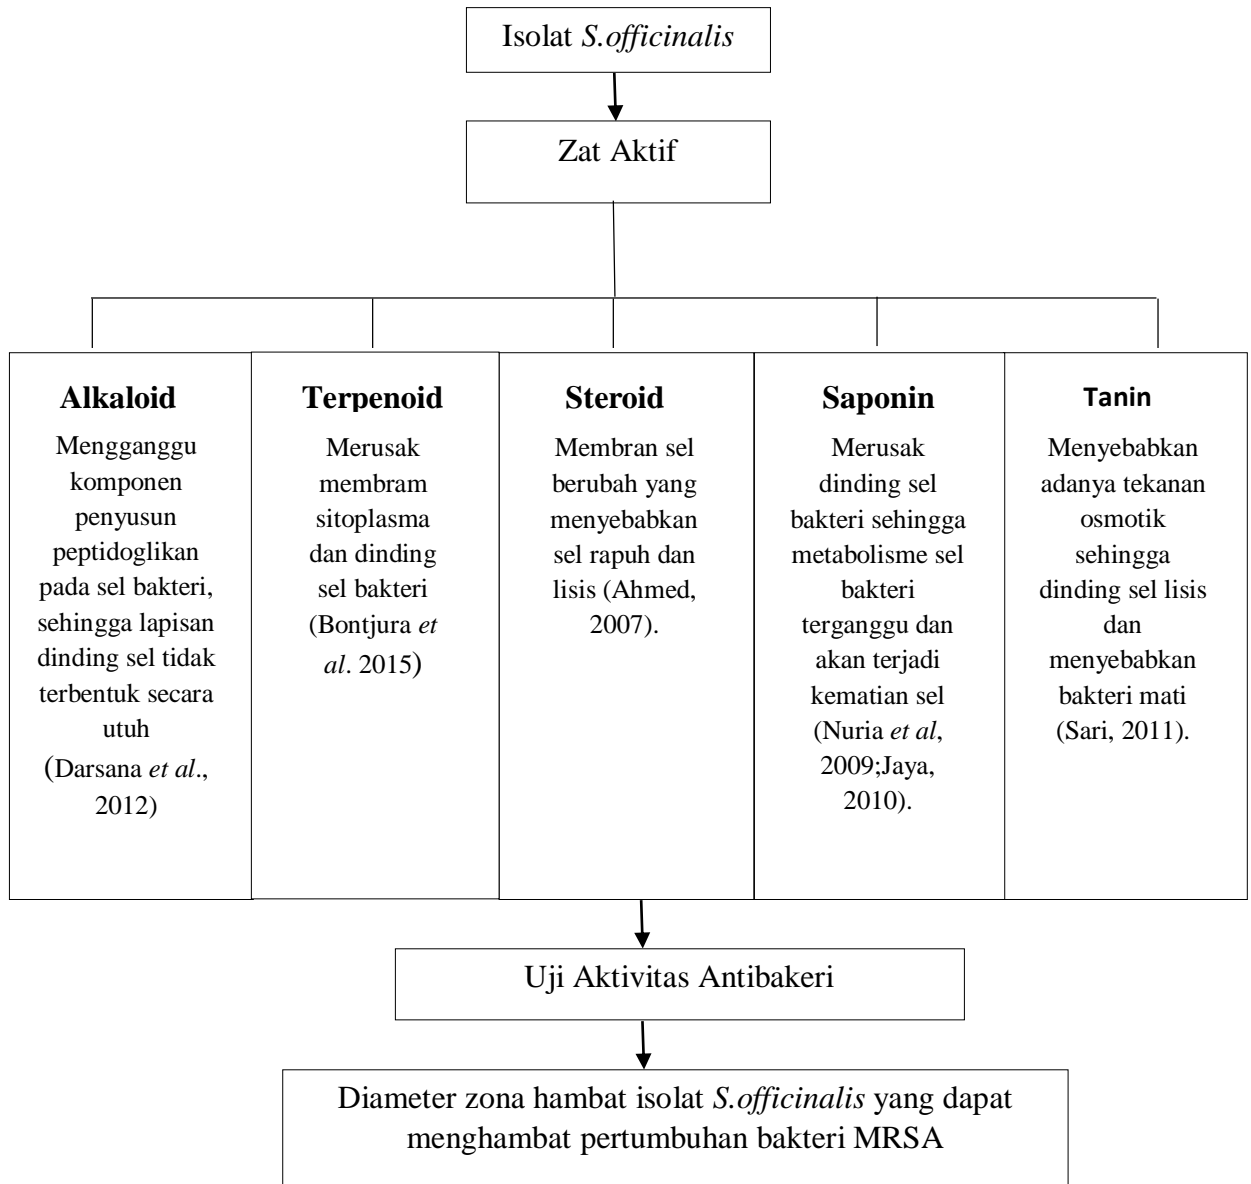 Isolat S.officinalis
Zat Aktif
Alkaloid
Mengganggu
komponen
penyusun
peptidoglikan
pada sel bakteri,
sehingga lapisan
dinding sel tidak
terbentuk secara
utuh
(Darsana et al.,
2012)
Terpenoid
Merusak
membram
sitoplasma
dan dinding
sel bakteri
(Bontjura et
al. 2015)
Steroid
Membran sel
berubah yang
menyebabkan
sel rapuh dan
lisis (Ahmed,
2007).
Saponin
Merusak
dinding sel
bakteri sehingga
metabolisme sel
bakteri
terganggu dan
akan terjadi
kematian sel
(Nuria et al,
2009;Jaya,
2010).
Tanin
Menyebabkan
adanya tekanan
osmotik
sehingga
dinding sel lisis
dan
menyebabkan
bakteri mati
(Sari, 2011).
Uji Aktivitas Antibakeri
Diameter zona hambat isolat S.officinalis yang dapat
menghambat pertumbuhan bakteri MRSA